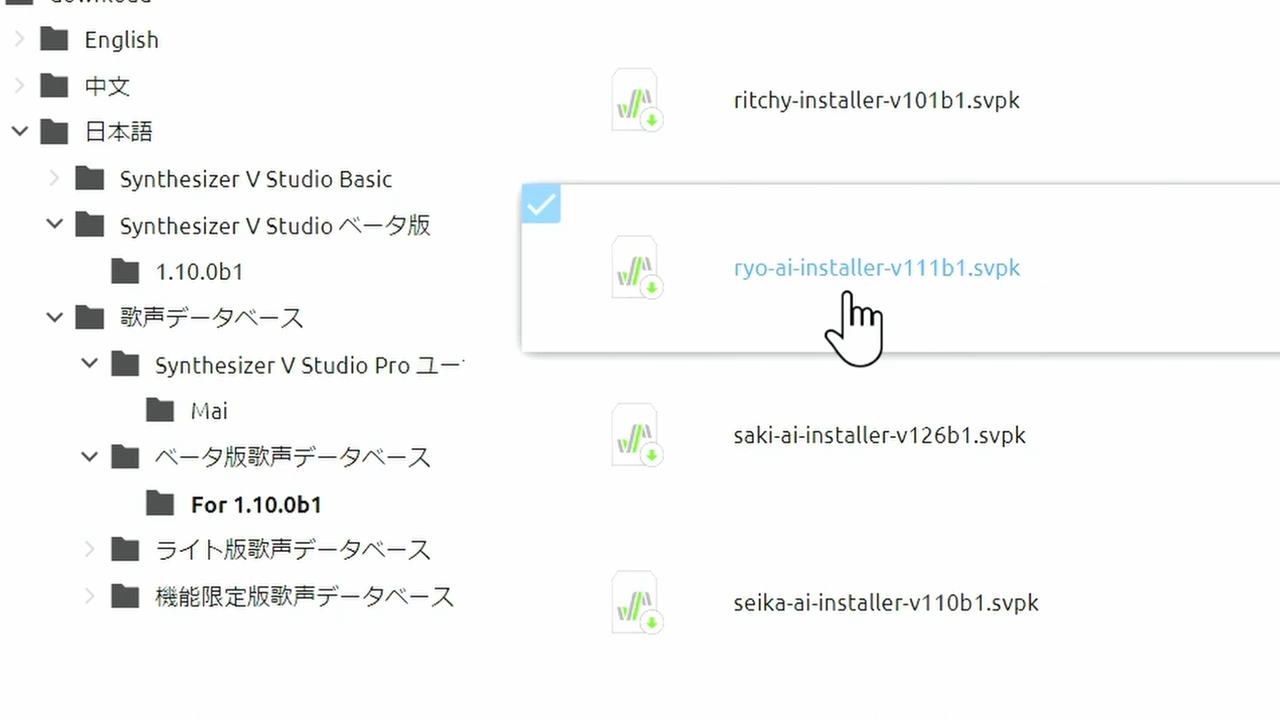 download
English
中文
日本語
Synthesizer V Studio Basic
Synthesizer V Studio ベータ版
1.10.0b1
歌声データベース
Synthesizer V Studio Pro ユー
Mai
ベータ版歌声データベース
For 1.10.0b1
ライト版歌声データベース
機能限定版歌声データベース
ritchy-installer-v101b1.svpk
ryo-ai-installer-v111b1.svpk
saki-ai-installer-v126b1.svpk
seika-ai-installer-v110b1.svpk